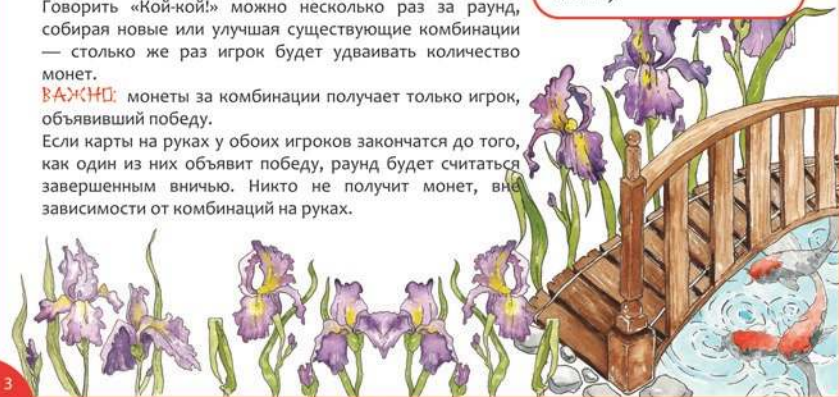 Говорить «Кой-кой!» можно несколько раз за раунд,
собирая новые или улучшая существующие комбинации
— столько же раз игрок будет удваивать количество
монет.
ВАЖНО: монеты за комбинации получает только игрок,
объявивший победу.
Если карты на руках у обоих игроков закончатся до того,
как один из них объявит победу, раунд будет считаться
завершенным вничью. Никто не получит монет, вне
зависимости от комбинаций на руках.
3